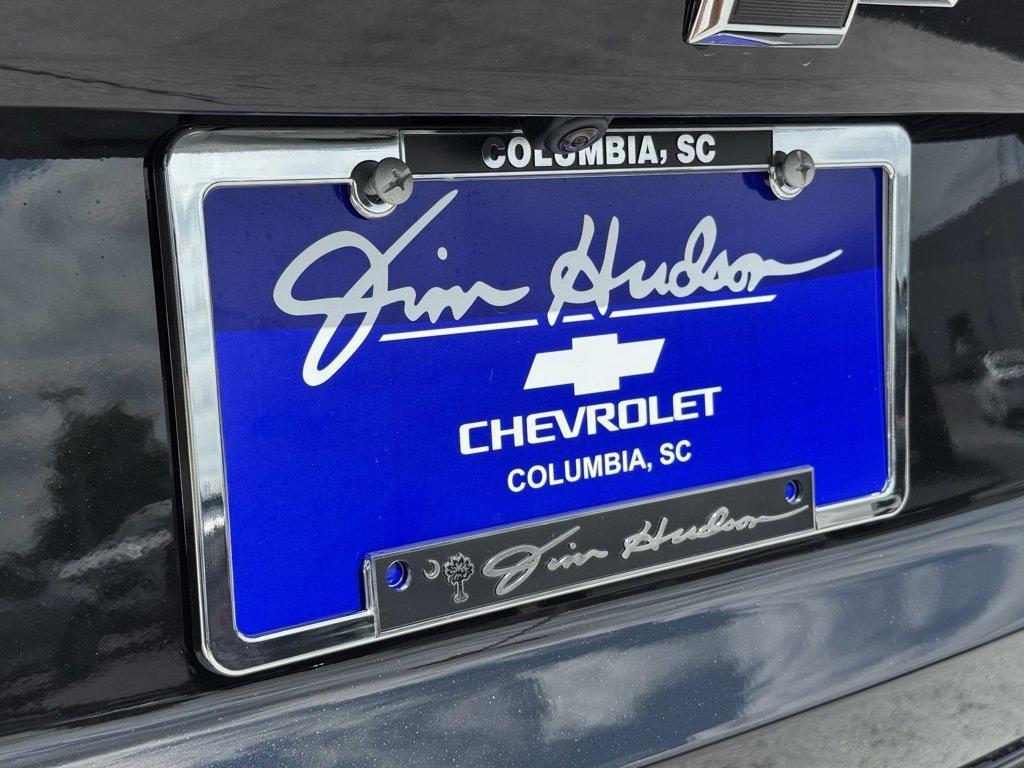 COLUMBIA, SC
Jim Hudson
CHEVROLET
COLUMBIA, SC
Jim Hudson